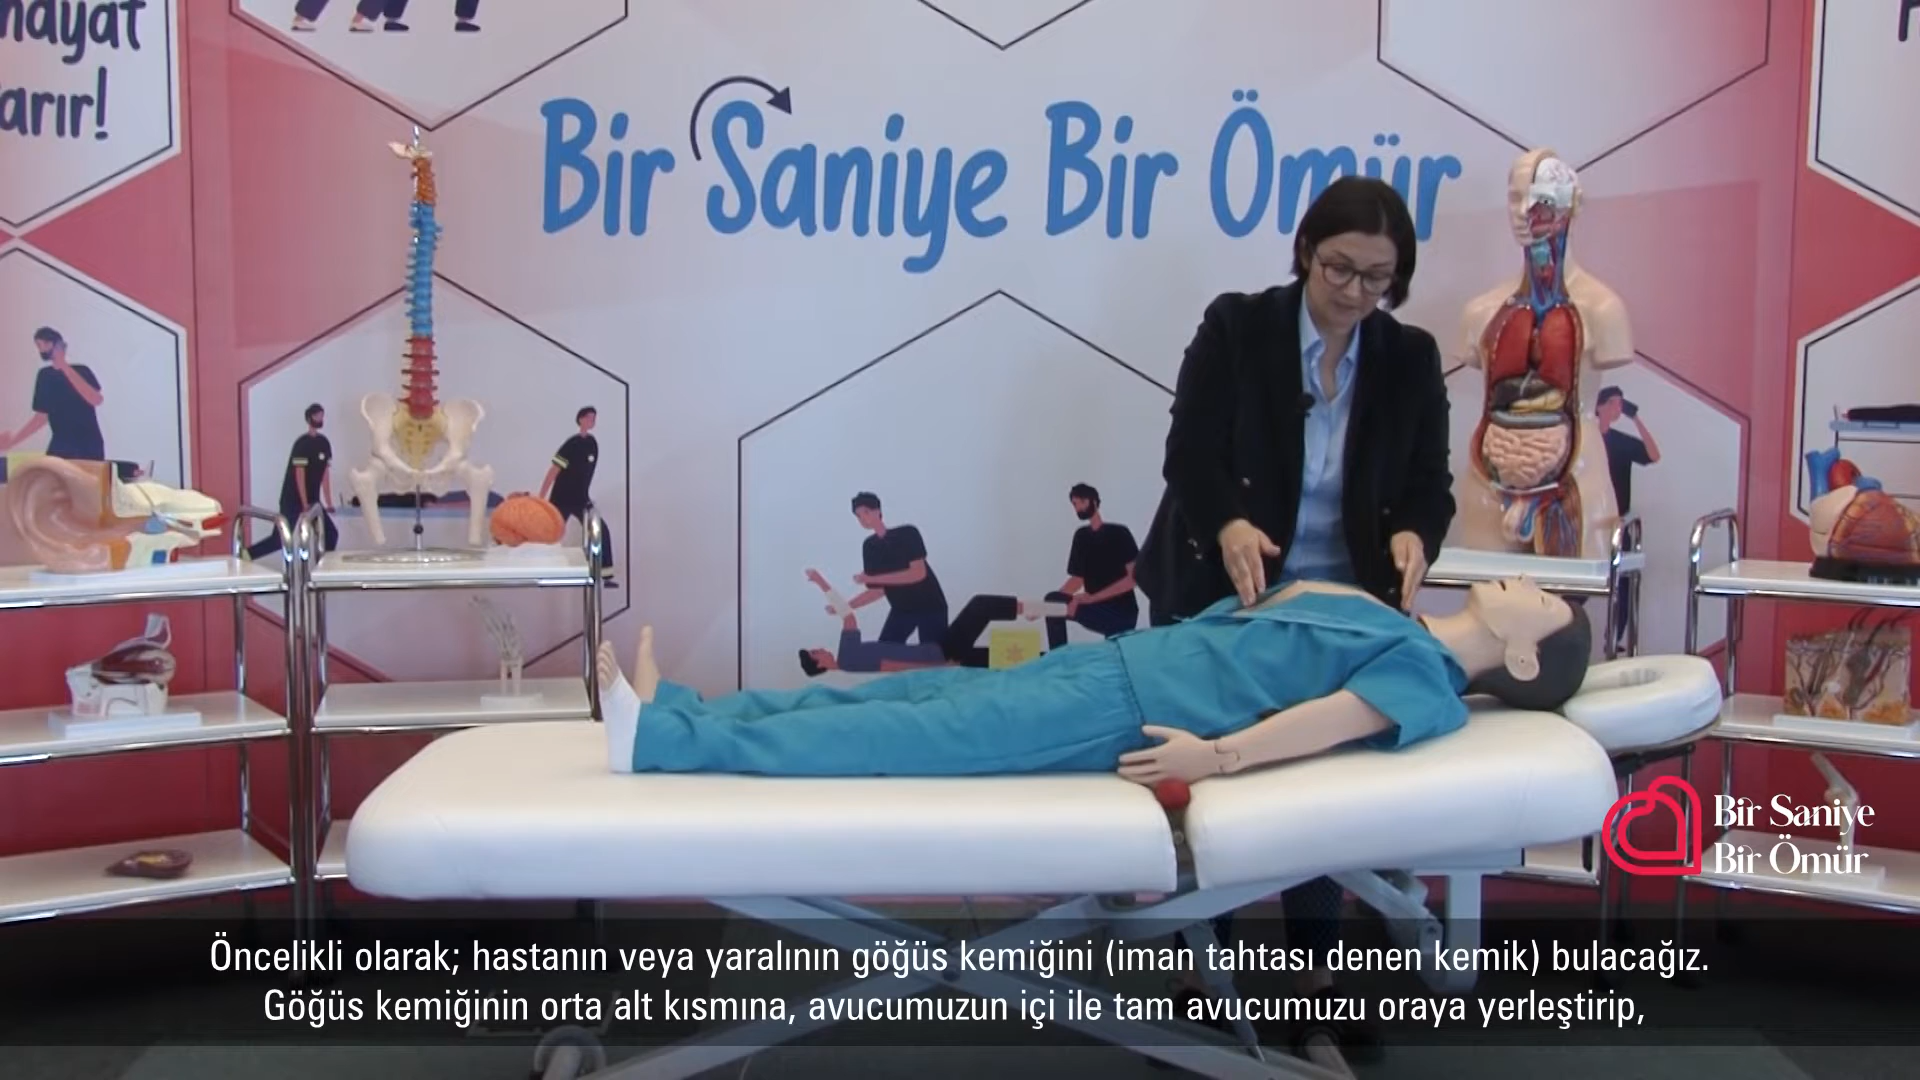 hayat
arır!
Bir Saniye Bir Ömür
Bir Saniye
Bir Ömür
Öncelikli olarak; hastanın veya yaralının göğüs kemiğini (iman tahtası denen kemik) bulacağız.
Göğüs kemiğinin orta alt kısmına, avucumuzun içi ile tam avucumuzu oraya yerleştirip,